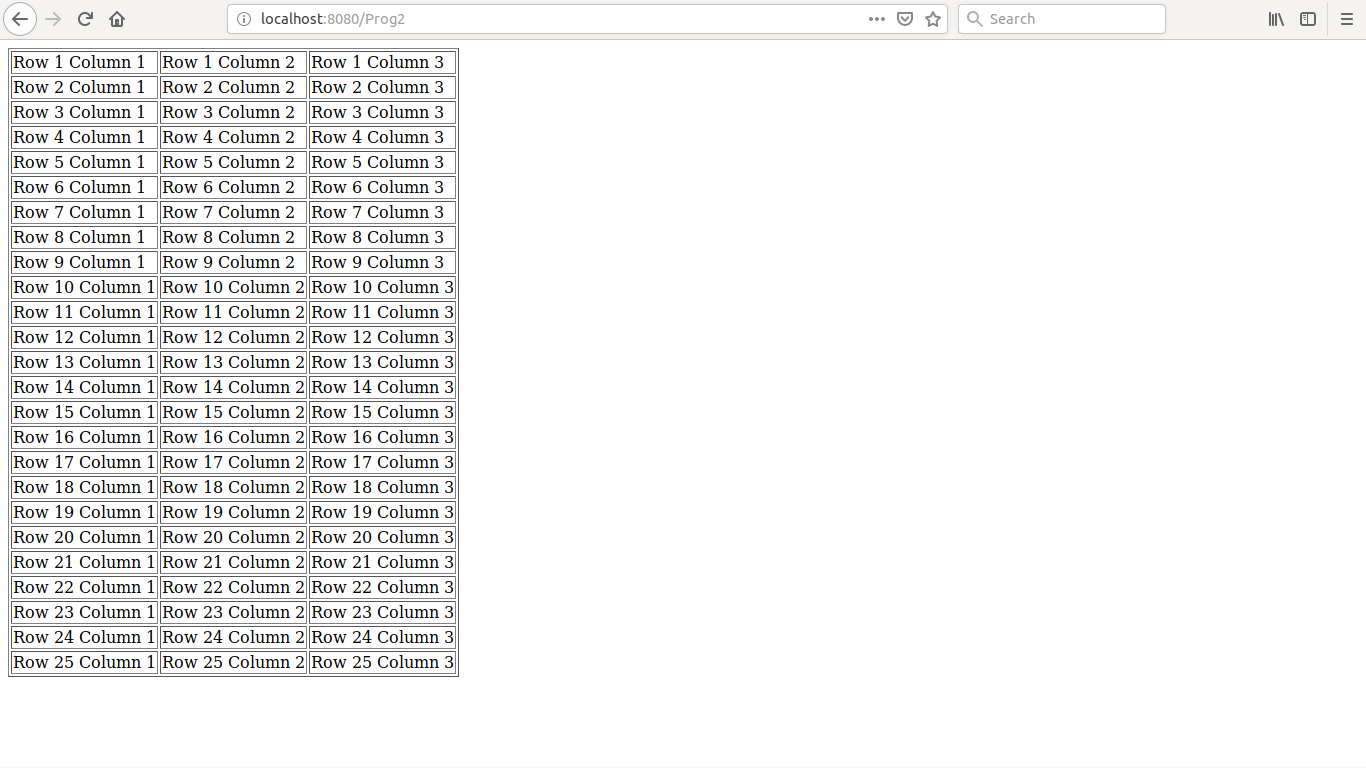 localhost:8080/Prog2 Search
Row 1 Column 1 Row 1 Column 2 Row 1 Column 3
Row 2 Column 1 Row 2 Column 2 Row 2 Column 3
Row 3 Column 1 Row 3 Column 2 Row 3 Column 3
Row 4 Column 1 Row 4 Column 2 Row 4 Column 3
Row 5 Column 1 Row 5 Column 2 Row 5 Column 3
Row 6 Column 1 Row 6 Column 2 Row 6 Column 3
Row 7 Column 1 Row 7 Column 2 Row 7 Column 3
Row 8 Column 1 Row 8 Column 2 Row 8 Column 3
Row 9 Column 1 Row 9 Column 2 Row 9 Column 3
Row 10 Column 1 Row 10 Column 2 Row 10 Column 3
Row 11 Column 1 Row 11 Column 2 Row 11 Column 3
Row 12 Column 1 Row 12 Column 2 Row 12 Column 3
Row 13 Column 1 Row 13 Column 2 Row 13 Column 3
Row 14 Column 1 Row 14 Column 2 Row 14 Column 3
Row 15 Column 1 Row 15 Column 2 Row 15 Column 3
Row 16 Column 1 Row 16 Column 2 Row 16 Column 3
Row 17 Column 1 Row 17 Column 2 Row 17 Column 3
Row 18 Column 1 Row 18 Column 2 Row 18 Column 3
Row 19 Column 1 Row 19 Column 2 Row 19 Column 3
Row 20 Column 1 Row 20 Column 2 Row 20 Column 3
Row 21 Column 1 Row 21 Column 2 Row 21 Column 3
Row 22 Column 1 Row 22 Column 2 Row 22 Column 3
Row 23 Column 1 Row 23 Column 2 Row 23 Column 3
Row 24 Column 1 Row 24 Column 2 Row 24 Column 3
Row 25 Column 1 Row 25 Column 2 Row 25 Column 3